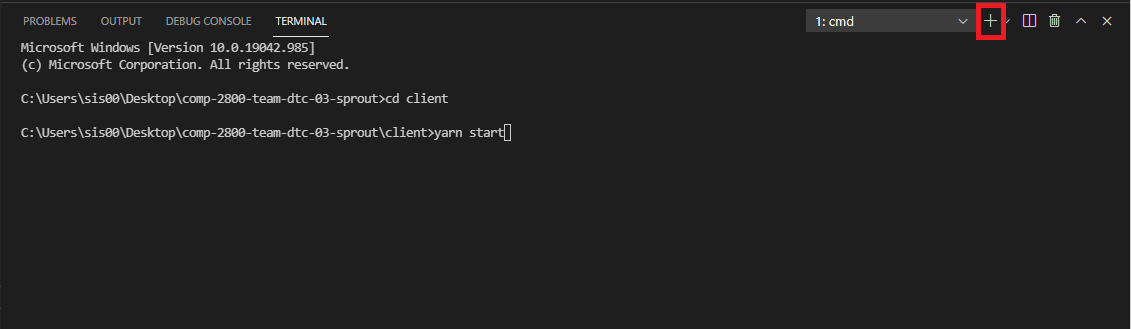 PROBLEMS OUTPUT DEBUG CONSOLE TERMINAL 1: cmd
Microsoft Windows [Version 10.0.19042.985]
(c) Microsoft Corporation. All rights reserved.
C:\Users\sis00\Desktop\comp-2800-team-dtc-03-sprout>cd client
C:\Users\sis00\Desktop\comp-2800-team-dtc-03-sprout\client>yarn start